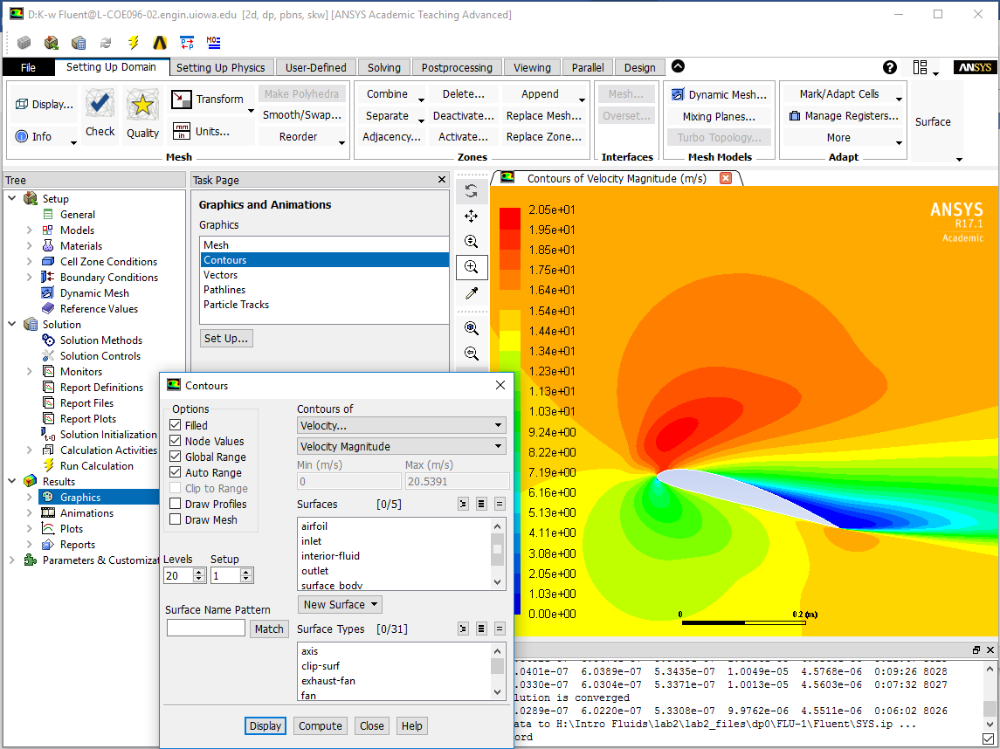 D:K-w Fluent@L-COE096-02.engin.uiowa.edu [2d, dp, pbns, skw] [ANSYS Academic Teaching Advanced]
File Setting Up Domain Setting Up Physics User-Defined Solving Postprocessing Viewing Parallel Design ANSYS
Display... Transform Make Polyhedra Combine Delete... Append Mesh... Dynamic Mesh... Mark/Adapt Cells
Info Check Quality Units... Smooth/Swap... Separate Deactivate... Replace Mesh... Overset... Mixing Planes... Manage Registers... Surface
Reorder Adjacency... Activate... Replace Zone... Turbo Topology... More
Mesh Zones Interfaces Mesh Models Adapt
Tree
Setup
General
Models
Materials
Cell Zone Conditions
Boundary Conditions
Dynamic Mesh
Reference Values
Solution
Solution Methods
Solution Controls
Monitors
Report Definitions
Report Files
Report Plots
Solution Initialization
Calculation Activities
Run Calculation
Results
Graphics
Animations
Plots
Reports
Parameters & Customizat
Task Page
Graphics and Animations
Graphics
Mesh
Contours
Vectors
Pathlines
Particle Tracks
Set Up...
Contours
Options
Filled
Node Values
Global Range
Auto Range
Clip to Range
Draw Profiles
Draw Mesh
Levels Setup
20 1
Surface Name Pattern
Match
Contours of
Velocity...
Velocity Magnitude
Min (m/s) Max (m/s)
0 20.5391
Surfaces [0/5]
airfoil
inlet
interior-fluid
outlet
surface_body
New Surface
Surface Types [0/31]
axis
clip-surf
exhaust-fan
fan
Display Compute Close Help
Contours of Velocity Magnitude (m/s)
ANSYS
R17.1
Academic
2.05e+01
1.95e+01
1.85e+01
1.75e+01
1.64e+01
1.54e+01
1.44e+01
1.34e+01
1.23e+01
1.13e+01
1.03e+01
9.24e+00
8.22e+00
7.19e+00
6.16e+00
5.13e+00
4.11e+00
3.08e+00
2.05e+00
1.03e+00
0.00e+00
0 0.2 (m)
.0401e-07 6.0389e-07 5.3435e-07 1.0049e-05 4.5768e-06 0:09:26 8028
.0330e-07 6.0304e-07 5.3371e-07 1.0013e-05 4.5603e-06 0:07:32 8027
lution is converged
.0289e-07 6.0220e-07 5.3308e-07 9.9762e-06 4.5511e-06 0:06:02 8026
ata to H:\Intro Fluids\lab2\lab2_files\dp0\FLU-1\Fluent\SYS.ip ...
ord